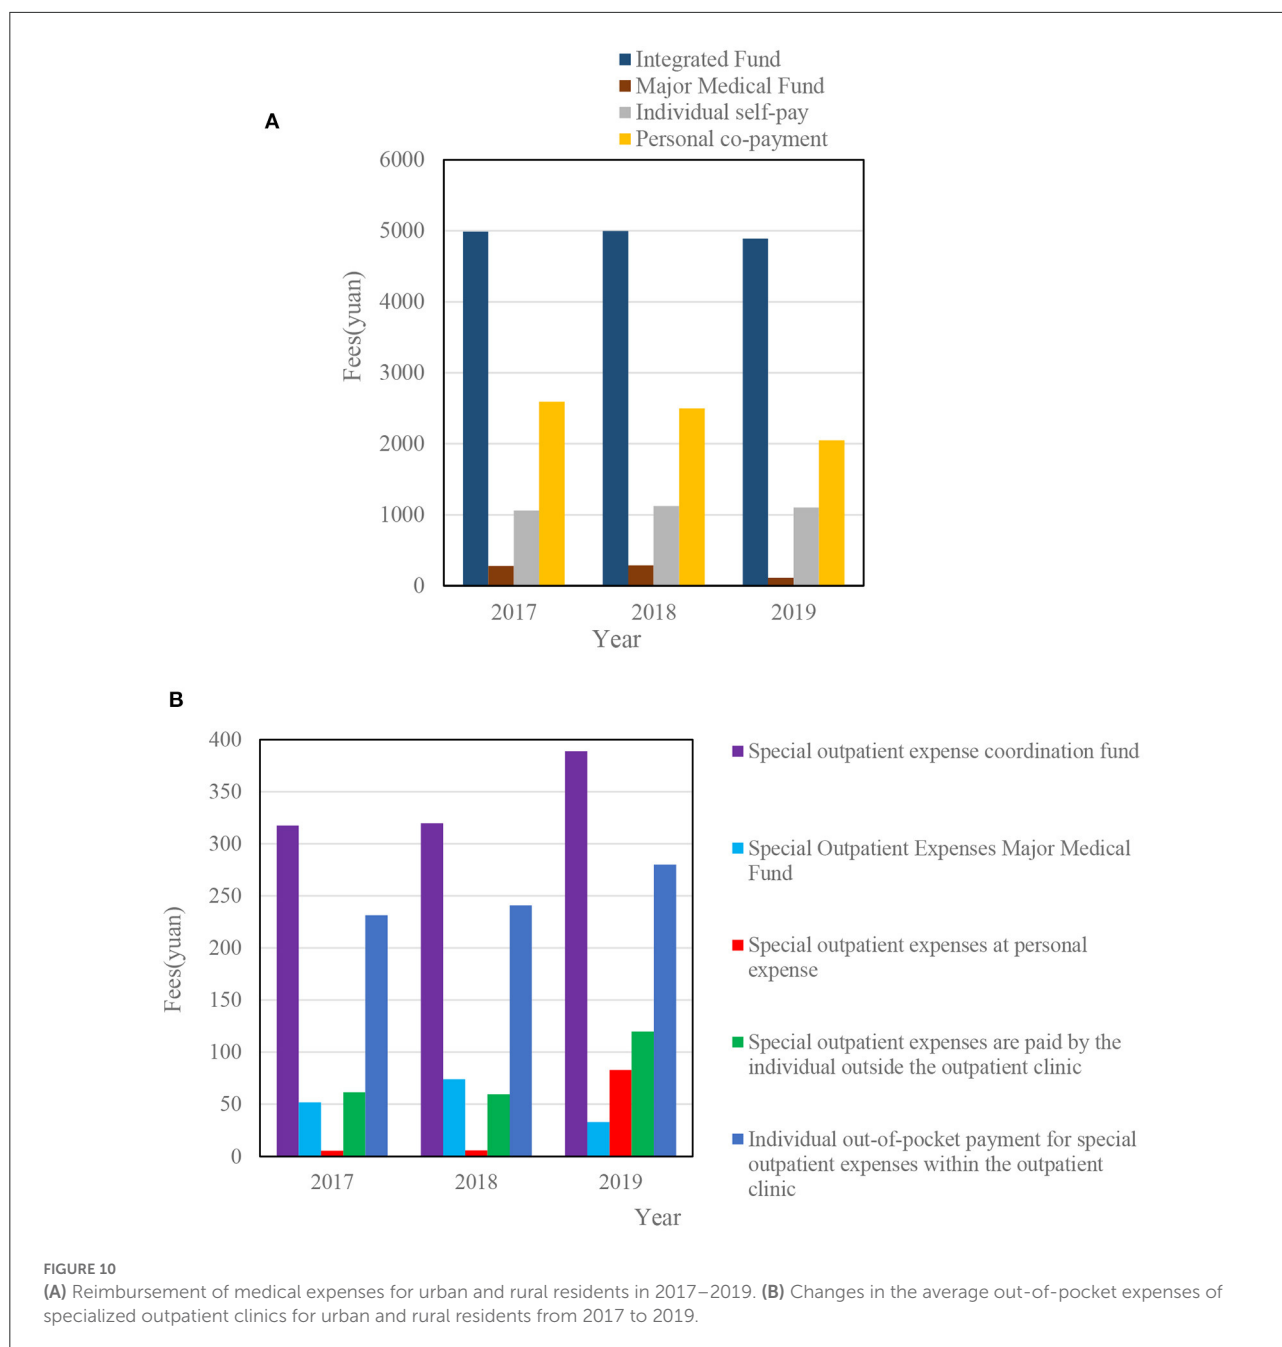 Integrated Fund
Major Medical Fund
Individual self-pay
Personal co-payment
A
6000
5000
4000
3000
2000
1000
0
Fees(yuan)
2017 2018 2019
Year
B
400
350
300
250
200
150
100
50
0
Fees(yuan)
2017 2018 2019
Year
Special outpatient expense coordination fund
Special Outpatient Expenses Major Medical
Fund
Special outpatient expenses at personal
expense
Special outpatient expenses are paid by the
individual outside the outpatient clinic
Individual out-of-pocket payment for special
outpatient expenses within the outpatient
clinic
FIGURE 10
(A) Reimbursement of medical expenses for urban and rural residents in 2017–2019. (B) Changes in the average out-of-pocket expenses of
specialized outpatient clinics for urban and rural residents from 2017 to 2019.